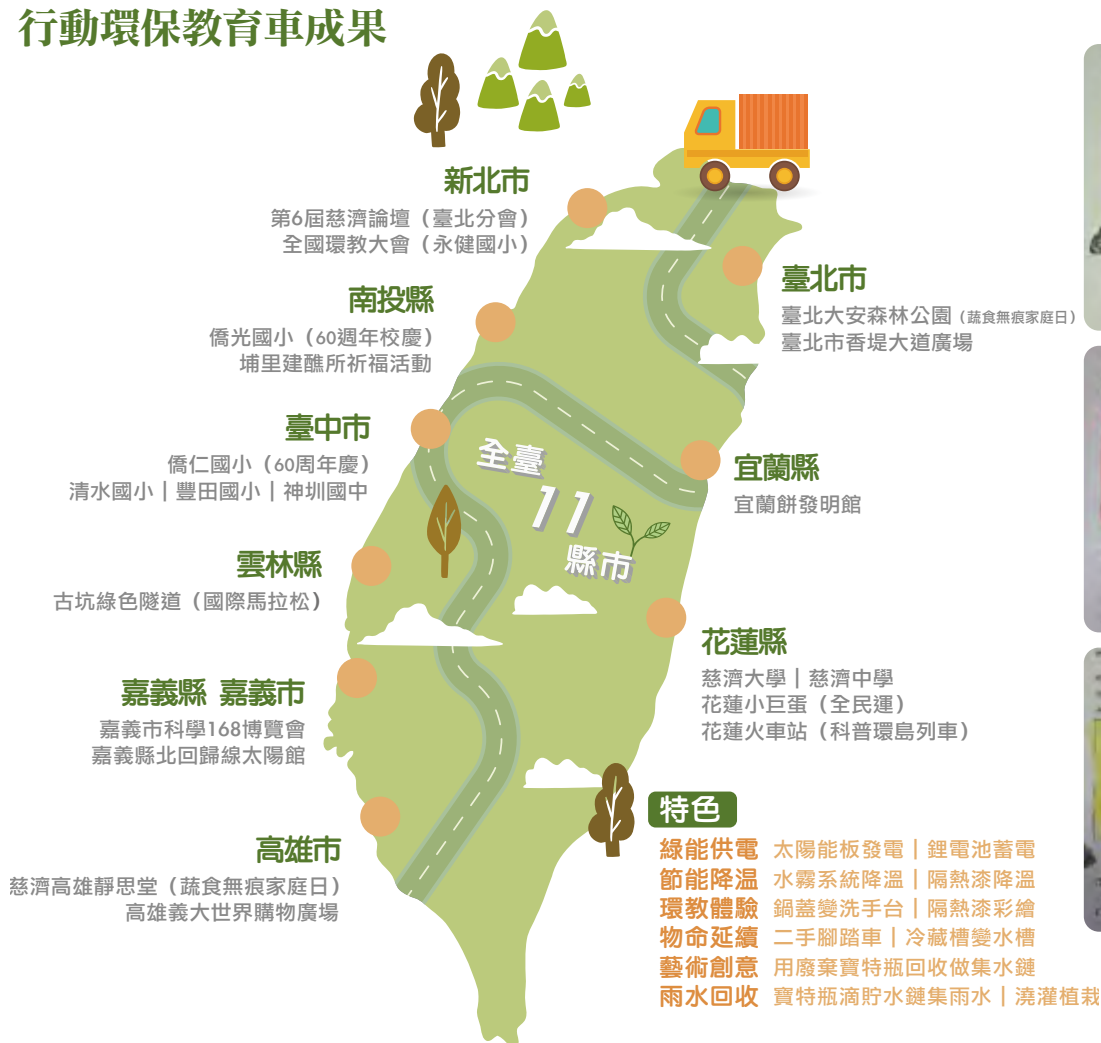 行動環保教育車成果
新北市
第6屆慈濟論壇（臺北分會）
全國環教大會（永健國小）
臺北市
臺北大安森林公園（蔬食無痕家庭日）
臺北市香堤大道廣場
南投縣
僑光國小（60週年校慶）
埔里建醮所祈福活動
臺中市
僑仁國小（60周年慶）
清水國小｜豐田國小｜神圳國中
全臺
11
縣市
宜蘭縣
宜蘭餅發明館
雲林縣
古坑綠色隧道（國際馬拉松）
花蓮縣
慈濟大學｜慈濟中學
花蓮小巨蛋（全民運）
花蓮火車站（科普環島列車）
嘉義縣 嘉義市
嘉義市科學168博覽會
嘉義縣北回歸線太陽館
高雄市
慈濟高雄靜思堂（蔬食無痕家庭日）
高雄義大世界購物廣場
特色
綠能供電 太陽能板發電｜鋰電池蓄電
節能降溫 水霧系統降溫｜隔熱漆降溫
環教體驗 鍋蓋變洗手台｜隔熱漆彩繪
物命延續 二手腳踏車｜冷藏槽變水槽
藝術創意 用廢棄寶特瓶回收做集水鏈
雨水回收 寶特瓶滴貯水鏈集雨水｜澆灌植栽